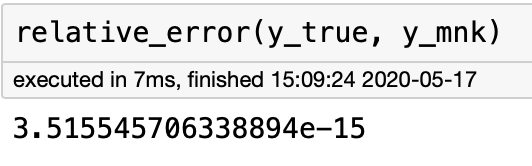 relative_error(y_true, y_mnk)
executed in 7ms, finished 15:09:24 2020-05-17
3.515545706338894e-15